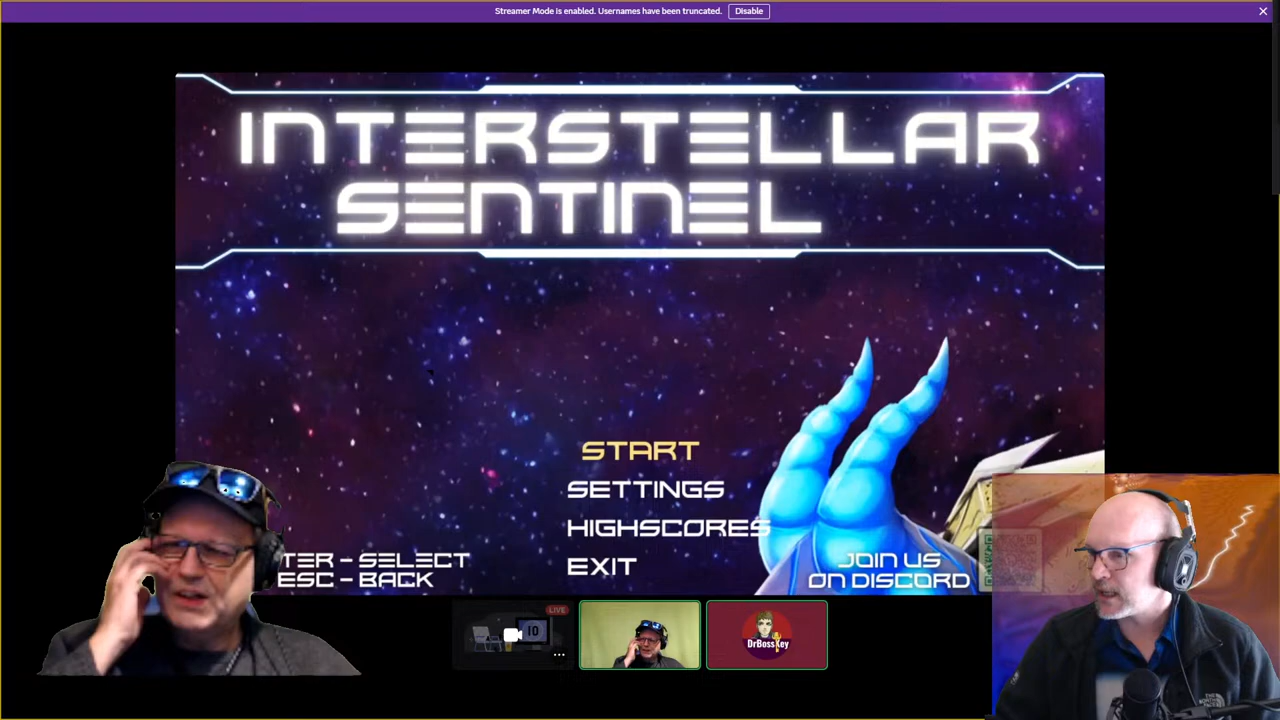 Streamer Mode is enabled. Usernames have been truncated. Disable
INTERSTELLAR
SENTINEL
START
SETTINGS
HIGHSCORES
EXIT
TER - SELECT
ESC - BACK
JOIN US
ON DISCORD
LIVE
10
DrBossKey